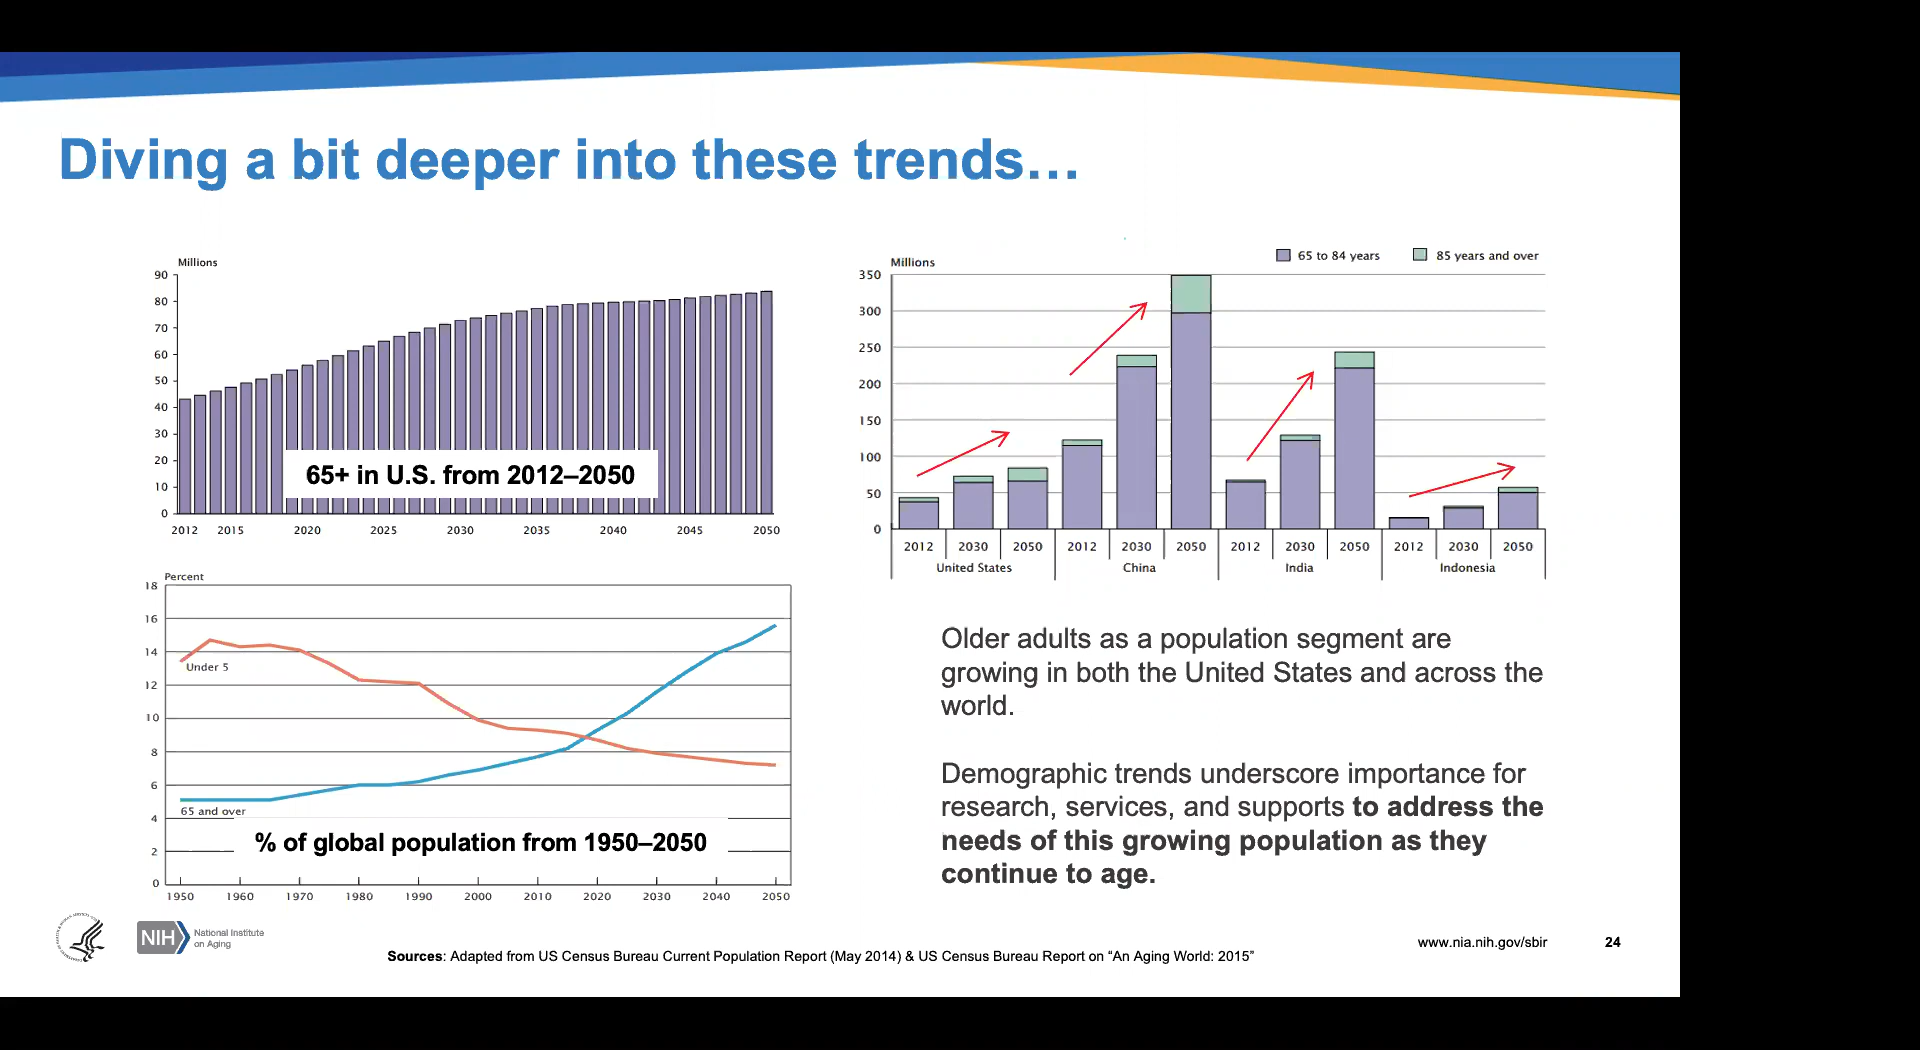 Diving a bit deeper into these trends…
Millions
90
80
70
60
50
40
30
20
10
0
65+ in U.S. from 2012–2050
2012 2015 2020 2025 2030 2035 2040 2045 2050
Percent
18
16
14
12
10
8
6
4
2
0
Under 5
65 and over
% of global population from 1950–2050
1950 1960 1970 1980 1990 2000 2010 2020 2030 2040 2050
65 to 84 years 85 years and over
Millions
350
300
250
200
150
100
50
0
2012 2030 2050 2012 2030 2050 2012 2030 2050 2012 2030 2050
United States China India Indonesia
Older adults as a population segment are
growing in both the United States and across the
world.
Demographic trends underscore importance for
research, services, and supports to address the
needs of this growing population as they
continue to age.
NIH National Institute
on Aging
Sources: Adapted from US Census Bureau Current Population Report (May 2014) & US Census Bureau Report on “An Aging World: 2015”
www.nia.nih.gov/sbir 24